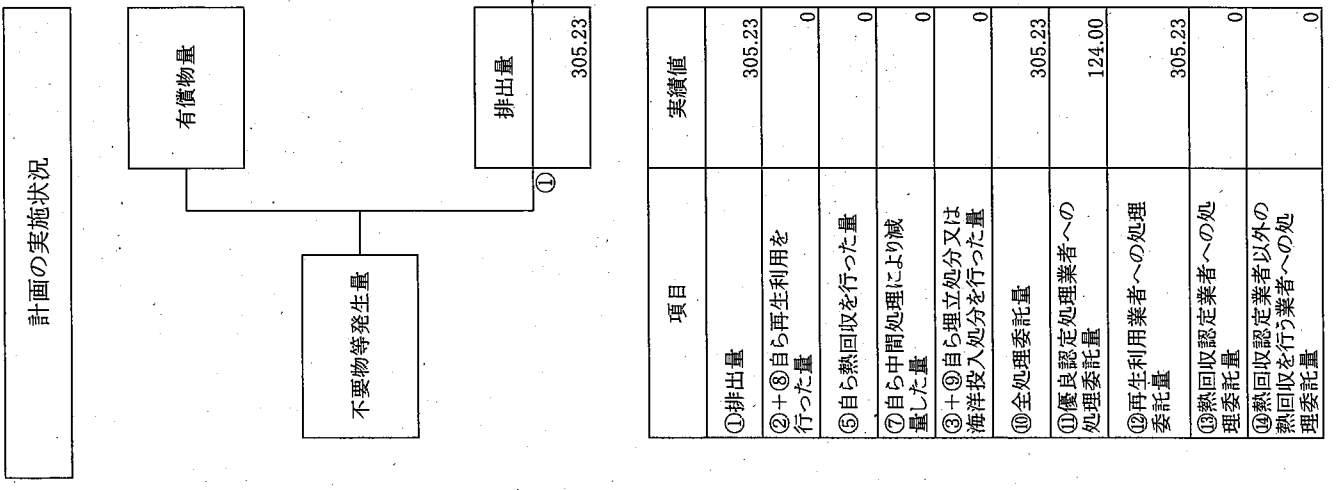 計画の実施状況
有償物量
不要物等発生量
排出量
①
305.23
項目
実績値
①排出量
305.23
②+⑧自ら再生利用を
行った量
0
⑤自ら熱回収を行った量
0
⑦自ら中間処理により減
量した量
0
③+⑨自ら埋立処分又は
海洋投入処分を行った量
0
⑩全処理委託量
305.23
⑪優良認定処理業者への
処理委託量
124.00
⑫再生利用業者への処理
委託量
305.23
⑬熱回収認定業者への処
理委託量
0
⑭熱回収認定業者以外の
熱回収を行う業者への処
理委託量
0